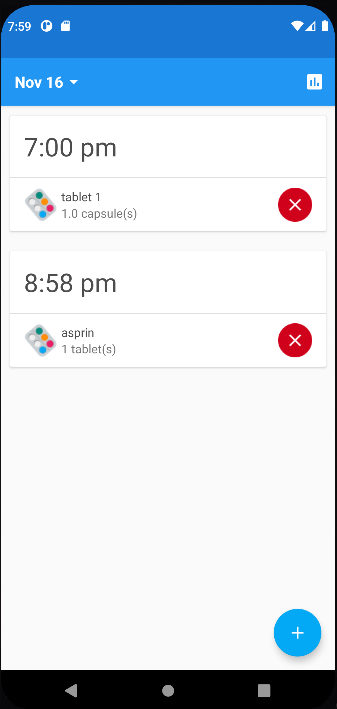 7:59
Nov 16
7:00 pm
tablet 1
1.0 capsule(s)
8:58 pm
asprin
1 tablet(s)